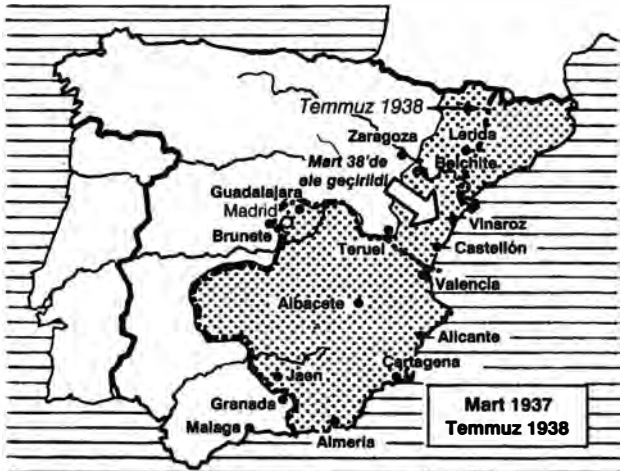 Temmuz 1938
Lerida
Zaragoza
Belchite
Mart 38'de
ele geçirildi
Guadalajara
Madrid
Brunete
Teruel
Vinaroz
Castellón
Valencia
Albacete
Alicante
Cartagena
Jaen
Granada
Malaga
Almeria
Mart 1937
Temmuz 1938